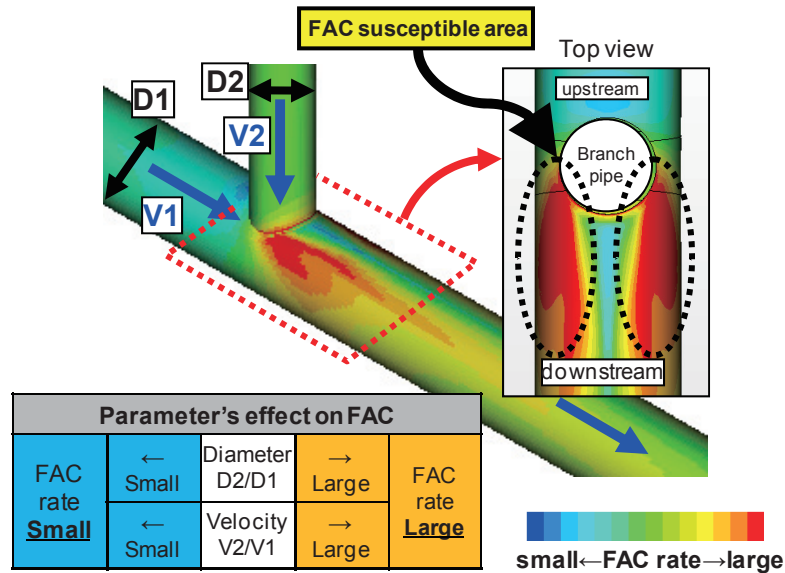 FAC susceptible area
Top view
D1
D2
V2
V1
upstream
Branch
pipe
downstream
Parameter's effect on FAC
FAC
rate
Small
←
Small
Diameter
D2/D1
→
Large
FAC
rate
Large
←
Small
Velocity
V2/V1
→
Large
small←FAC rate→large